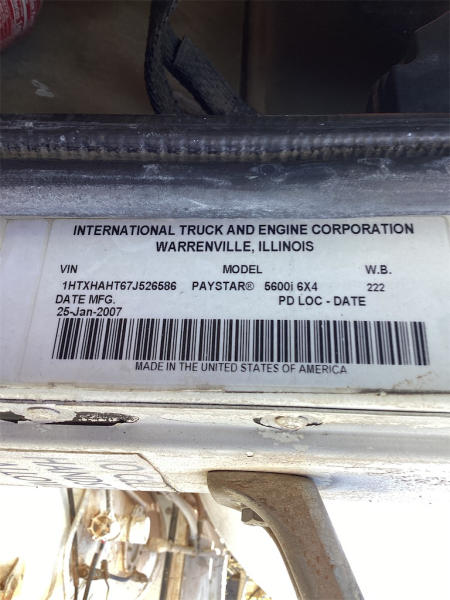 INTERNATIONAL TRUCK AND ENGINE CORPORATION
WARRENVILLE, ILLINOIS
VIN MODEL W.B.
1HTXHAHT67J526586 PAYSTAR® 5600i 6X4 222
DATE MFG. PD LOC - DATE
25-Jan-2007
MADE IN THE UNITED STATES OF AMERICA